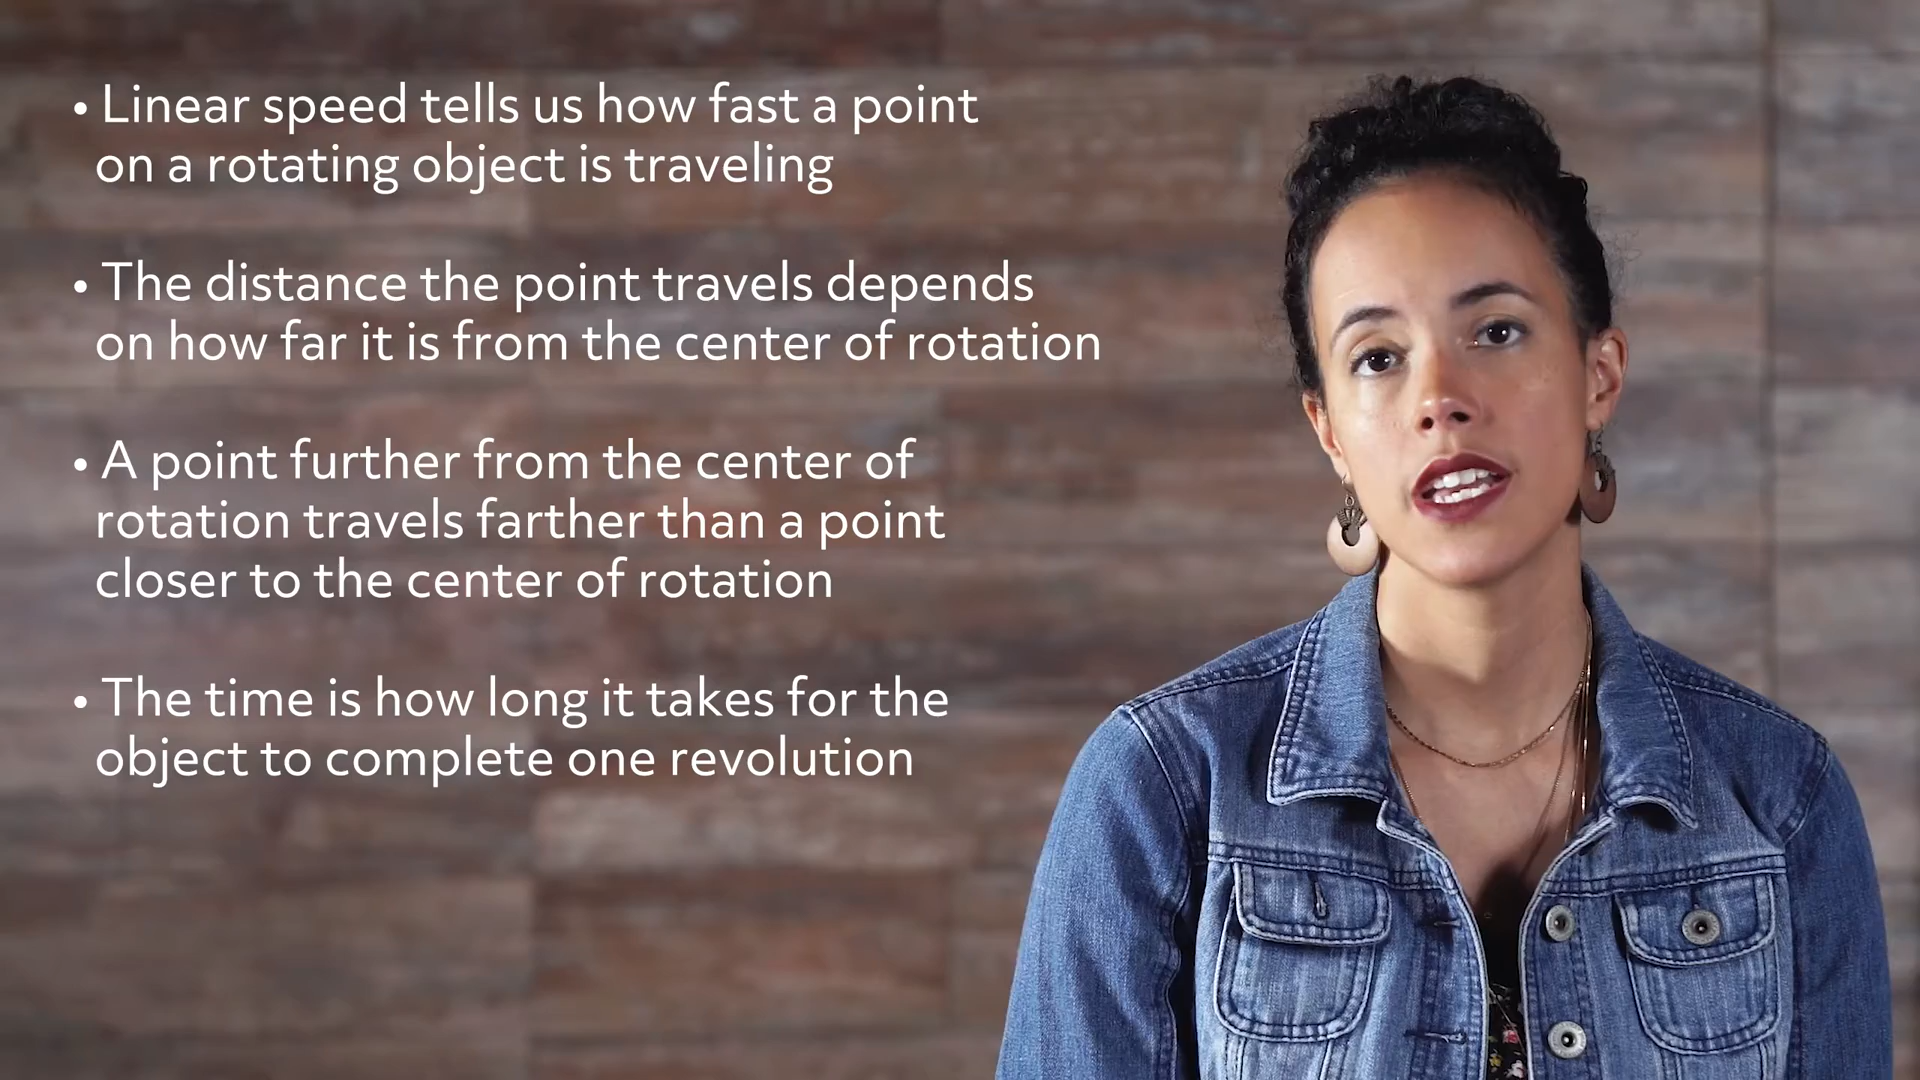 • Linear speed tells us how fast a point
on a rotating object is traveling
• The distance the point travels depends
on how far it is from the center of rotation
• A point further from the center of
rotation travels farther than a point
closer to the center of rotation
• The time is how long it takes for the
object to complete one revolution